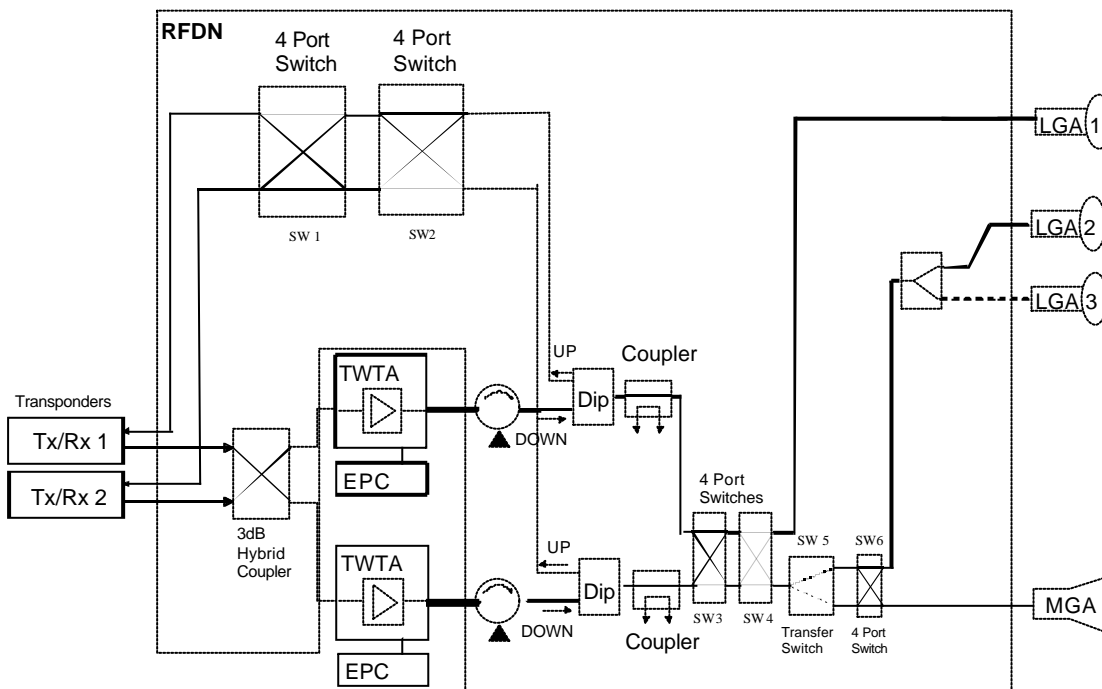 RFDN
4 Port
Switch
4 Port
Switch
SW 1
SW2
LGA 1
LGA 2
LGA 3
UP
Coupler
TWTA
Dip
DOWN
Transponders
Tx/Rx 1
Tx/Rx 2
EPC
3dB
Hybrid
Coupler
4 Port
Switches
SW 5
SW6
UP
TWTA
Dip
DOWN
Coupler
SW3
SW 4
Transfer
Switch
4 Port
Switch
MGA
EPC